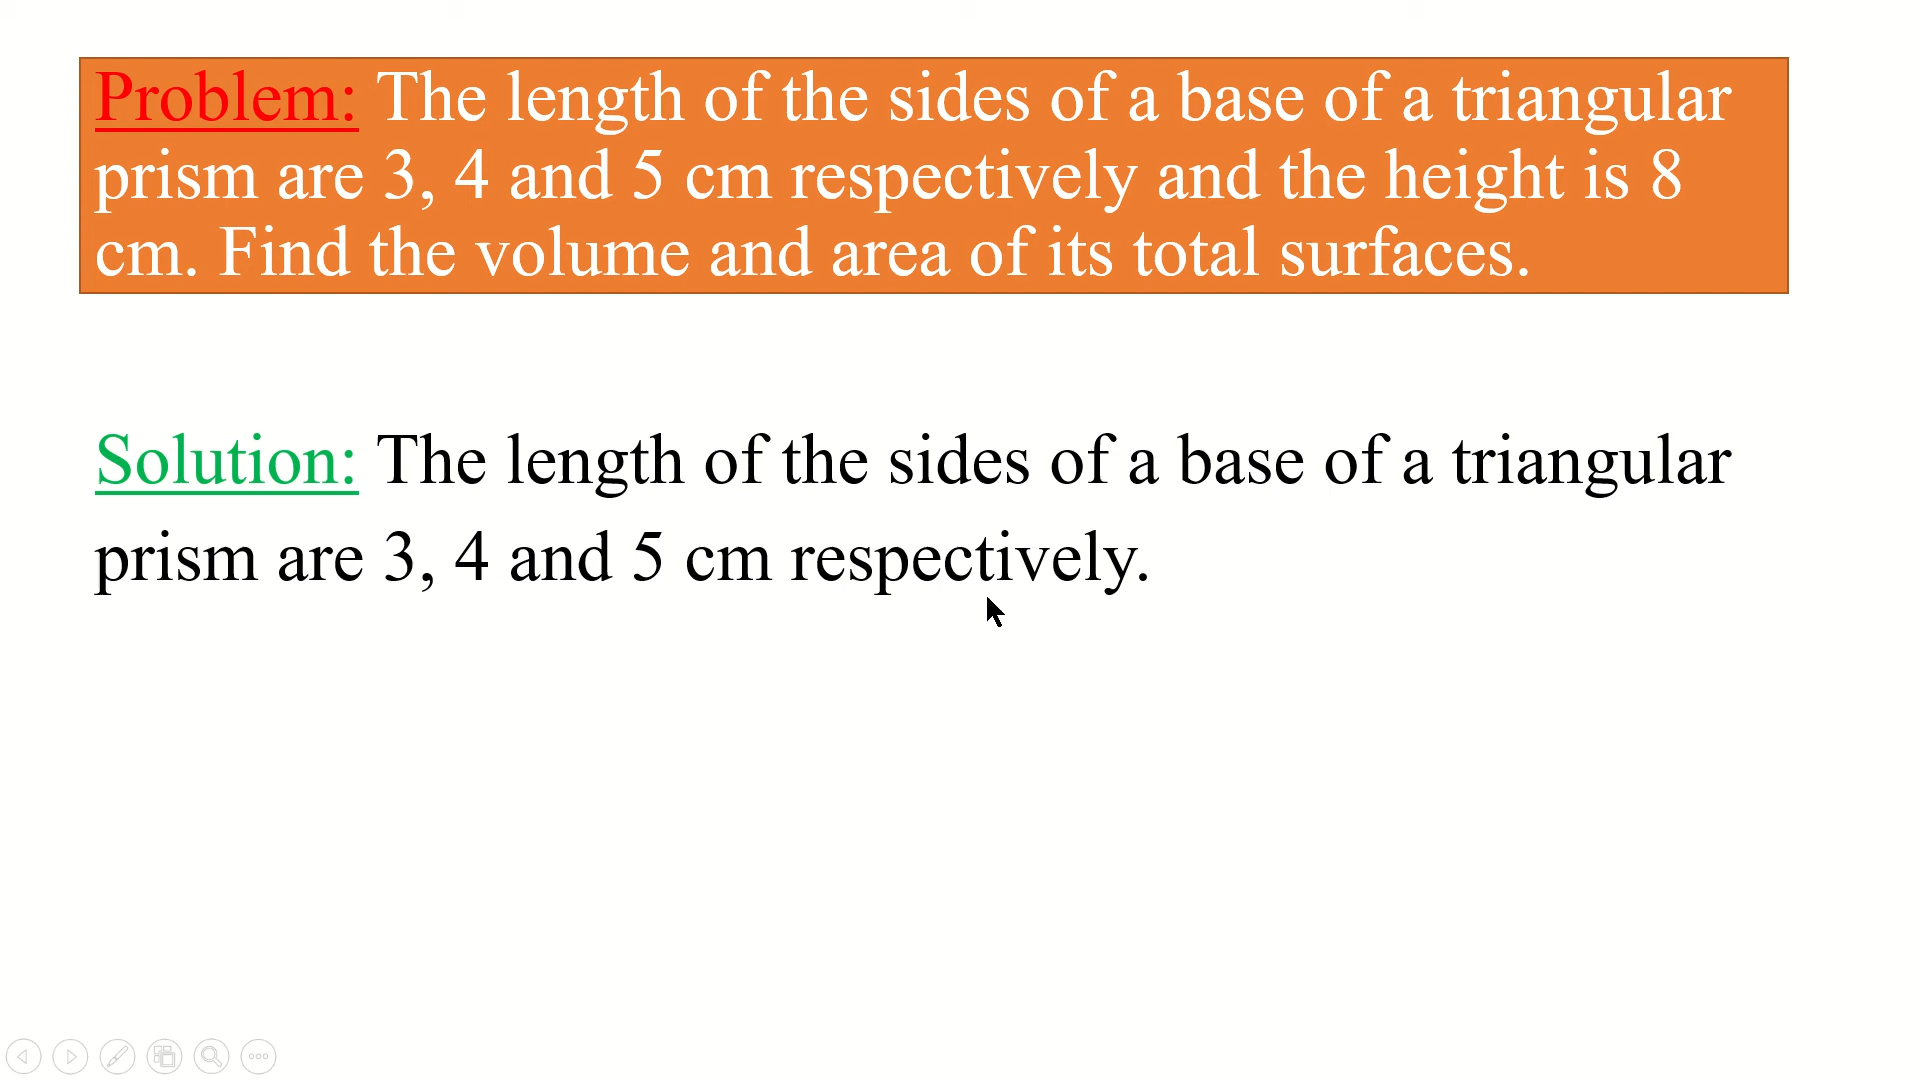 Problem: The length of the sides of a base of a triangular
prism are 3, 4 and 5 cm respectively and the height is 8
cm. Find the volume and area of its total surfaces.
Solution: The length of the sides of a base of a triangular
prism are 3, 4 and 5 cm respectively.